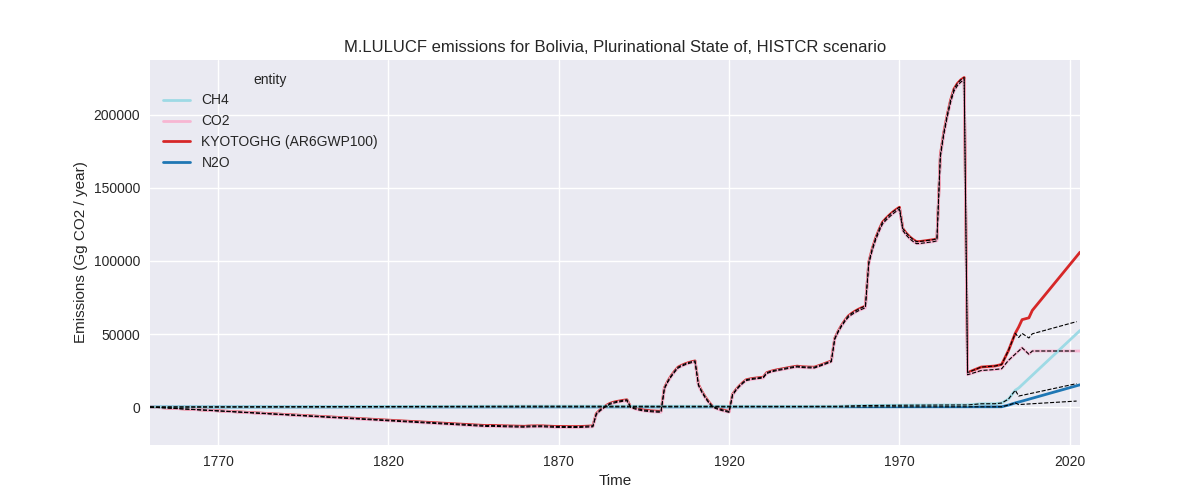 M.LULUCF emissions for Bolivia, Plurinational State of, HISTCR scenario
entity
CH4
CO2
KYOTOGHG (AR6GWP100)
N2O
Emissions (Gg CO2 / year)
200000
150000
100000
50000
0
1770
1820
1870
1920
1970
2020
Time